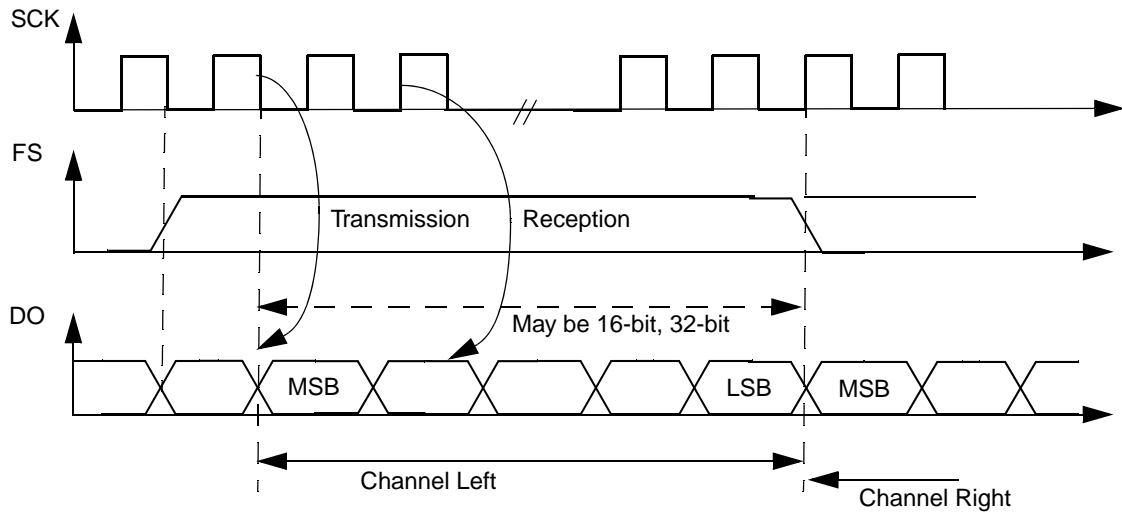 SCK
FS
Transmission
Reception
DO
May be 16-bit, 32-bit
MSB
LSB
MSB
Channel Left
Channel Right